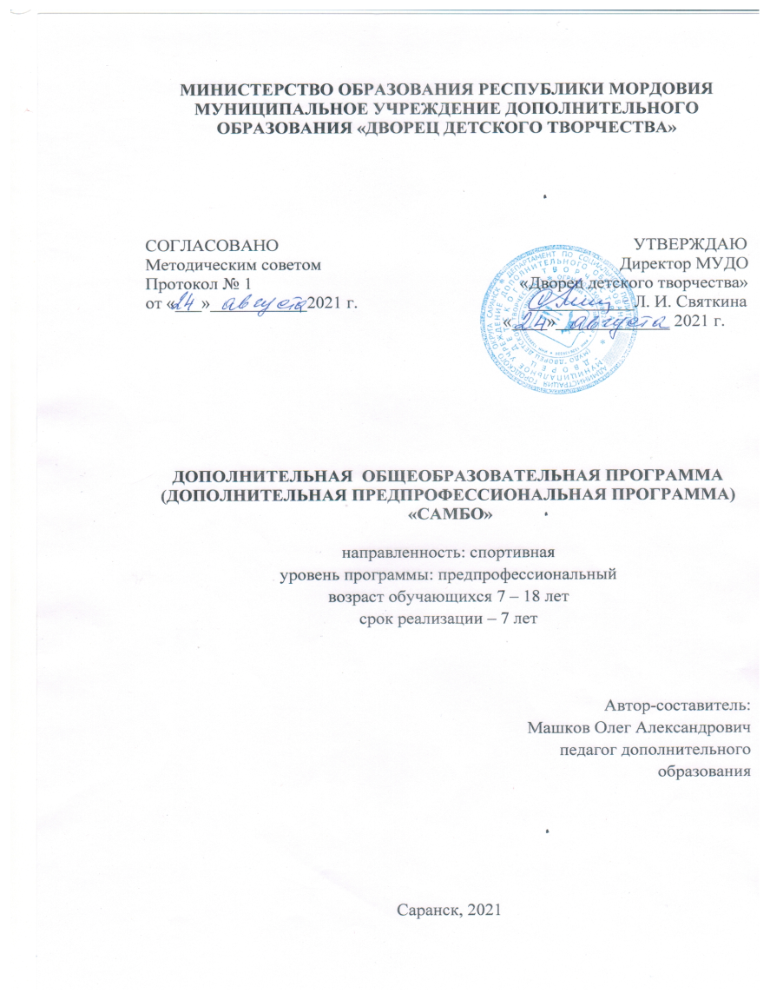 МИНИСТЕРСТВО ОБРАЗОВАНИЯ РЕСПУБЛИКИ МОРДОВИЯ
МУНИЦИПАЛЬНОЕ УЧРЕЖДЕНИЕ ДОПОЛНИТЕЛЬНОГО
ОБРАЗОВАНИЯ «ДВОРЕЦ ДЕТСКОГО ТВОРЧЕСТВА»
СОГЛАСОВАНО
Методическим советом
Протокол № 1
от «24» августа 2021 г.
УТВЕРЖДАЮ
Директор МУДО
«Дворец детского творчества»
Л. И. Святкина
«24» августа 2021 г.
ДОПОЛНИТЕЛЬНАЯ ОБЩЕОБРАЗОВАТЕЛЬНАЯ ПРОГРАММА
(ДОПОЛНИТЕЛЬНАЯ ПРЕДПРОФЕССИОНАЛЬНАЯ ПРОГРАММА)
«САМБО»
направленность: спортивная
уровень программы: предпрофессиональный
возраст обучающихся 7 – 18 лет
срок реализации – 7 лет
Автор-составитель:
Машков Олег Александрович
педагог дополнительного
образования
Саранск, 2021